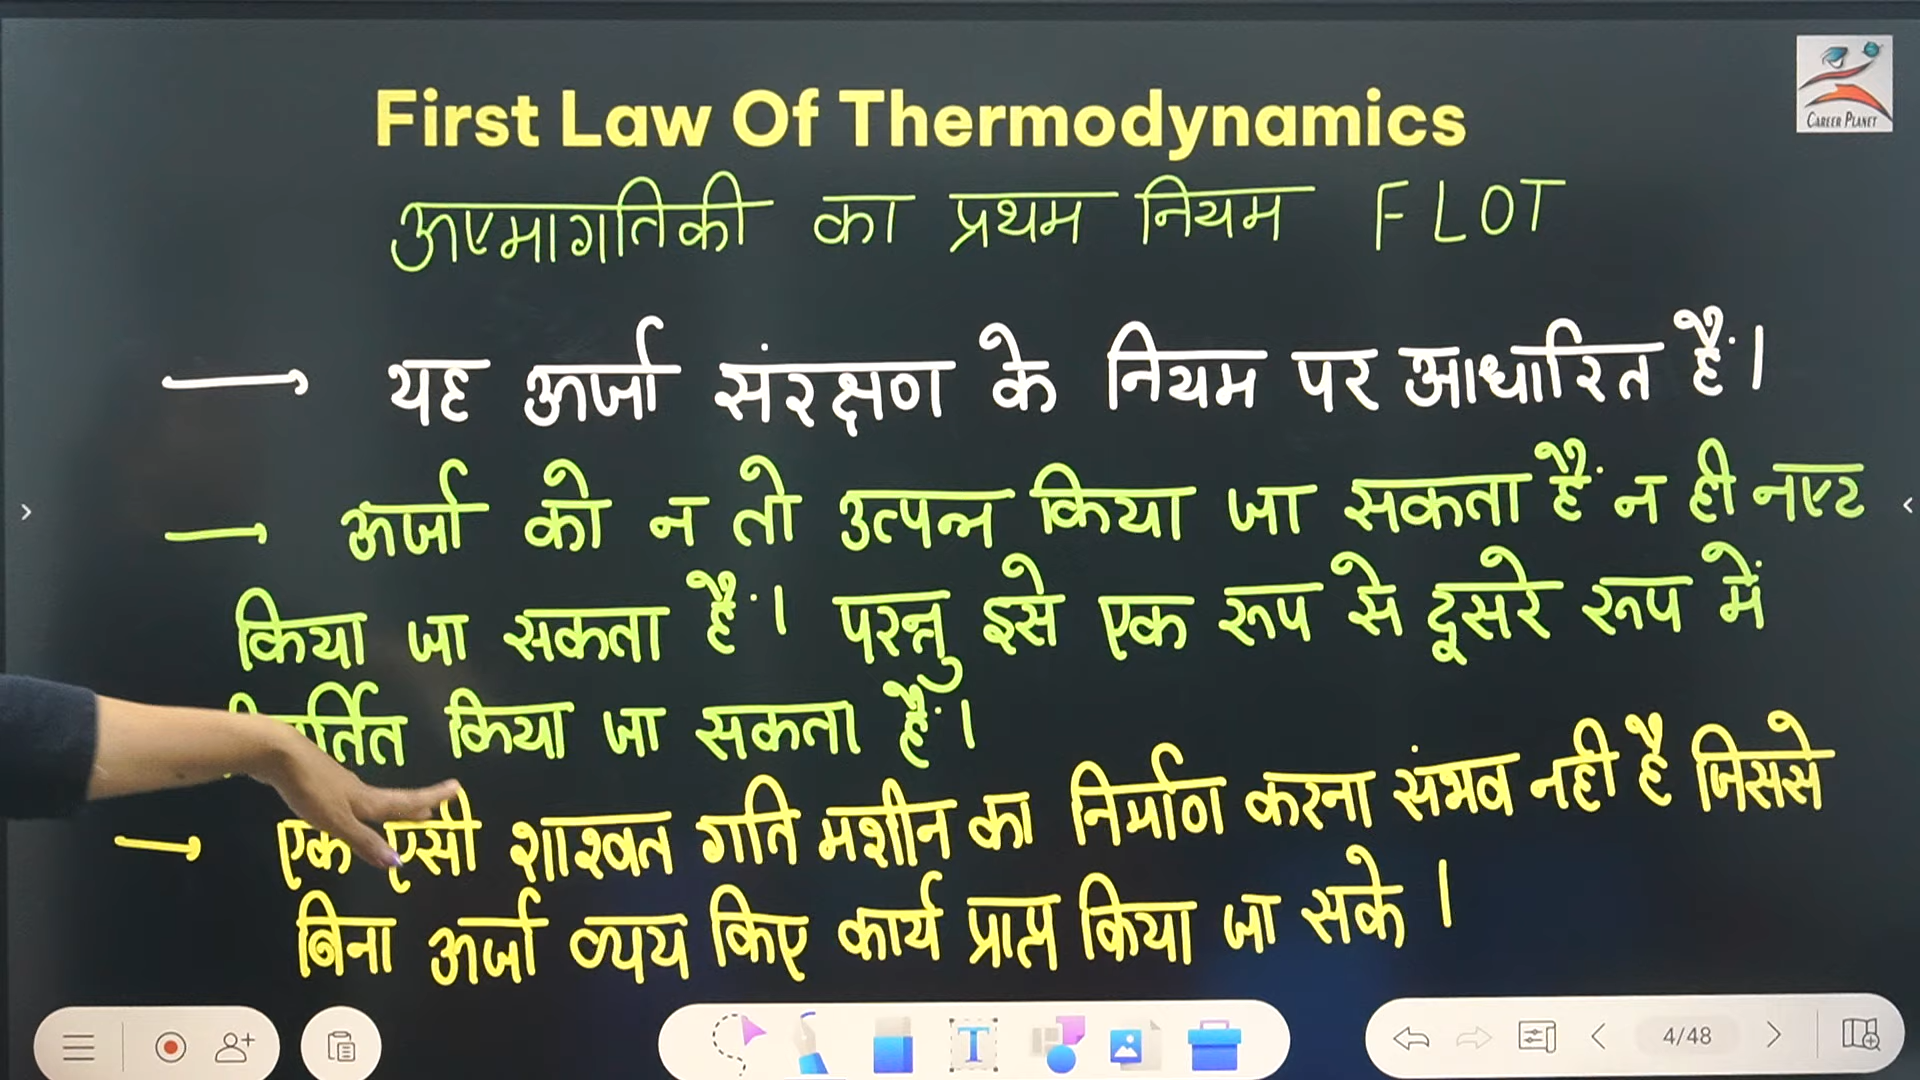 First Law Of Thermodynamics
CAREER PLANET
ऊष्मागतिकी का प्रथम नियम FLOT
→ यह ऊर्जा संरक्षण के नियम पर आधारित हैं।
→ ऊर्जा को न तो उत्पन्न किया जा सकता हैं न ही नष्ट
किया जा सकता हैं। परन्तु इसे एक रूप से दूसरे रूप में
किया जा सकता हैं।
→ एक एसी शाश्वत गति मशीन का निर्माण करना संभव नही है जिससे
बिना ऊर्जा व्यय किए कार्य प्राप्त किया जा सके।
T
4/48